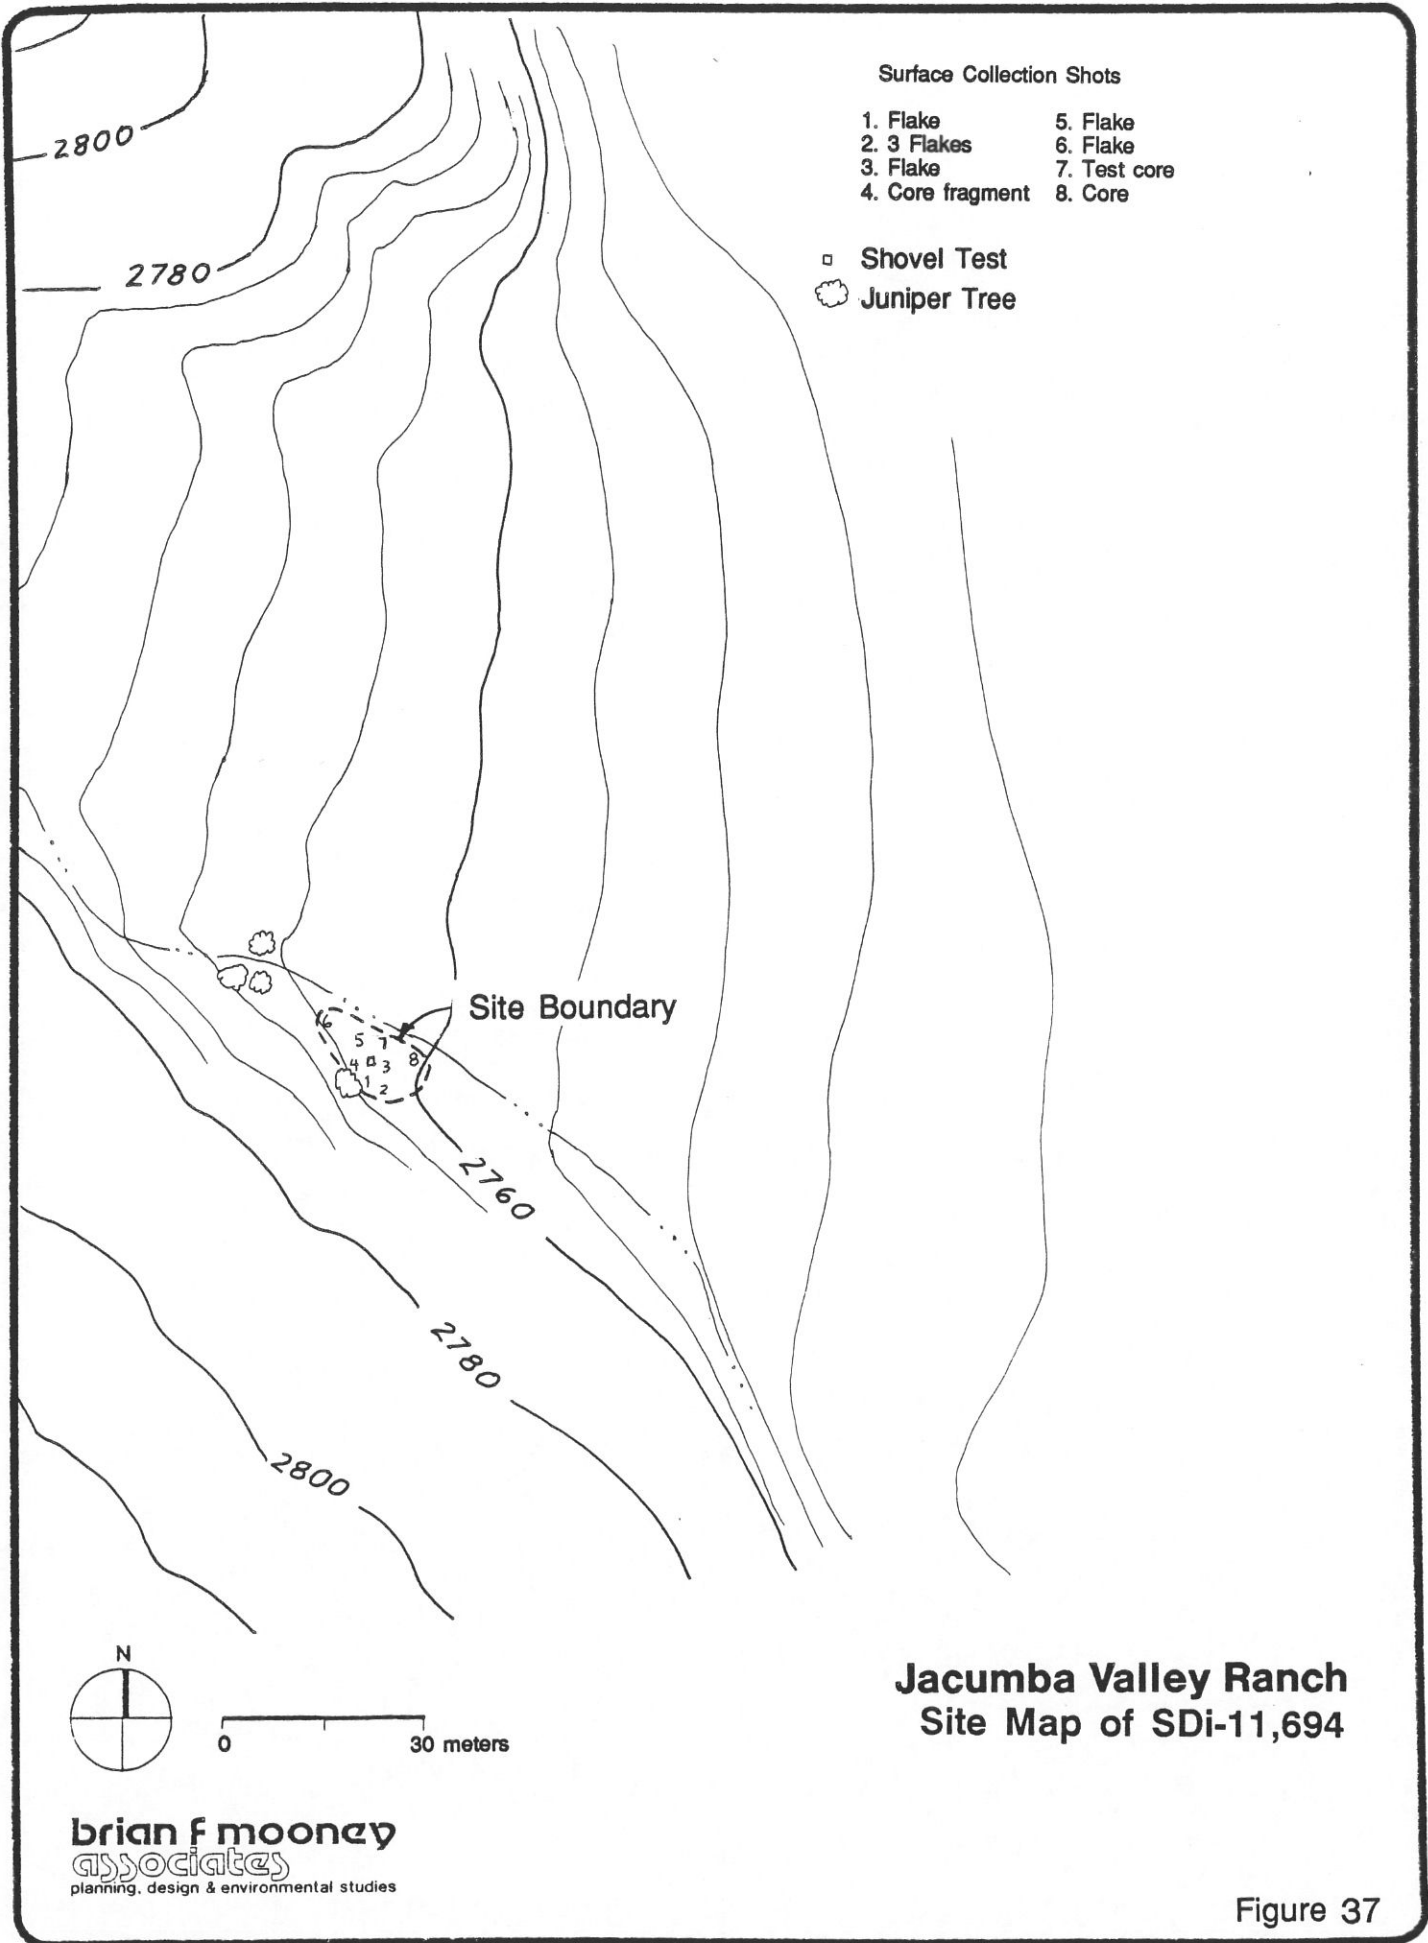 Surface Collection Shots
1. Flake 5. Flake
2. 3 Flakes 6. Flake
3. Flake 7. Test core
4. Core fragment 8. Core
Shovel Test
Juniper Tree
2800
2780
Site Boundary
6
5 7
4 3 8
1 2
2760
2780
2800
N
0 30 meters
Jacumba Valley Ranch
Site Map of SDi-11,694
brian f mooney
associates
planning, design & environmental studies
Figure 37